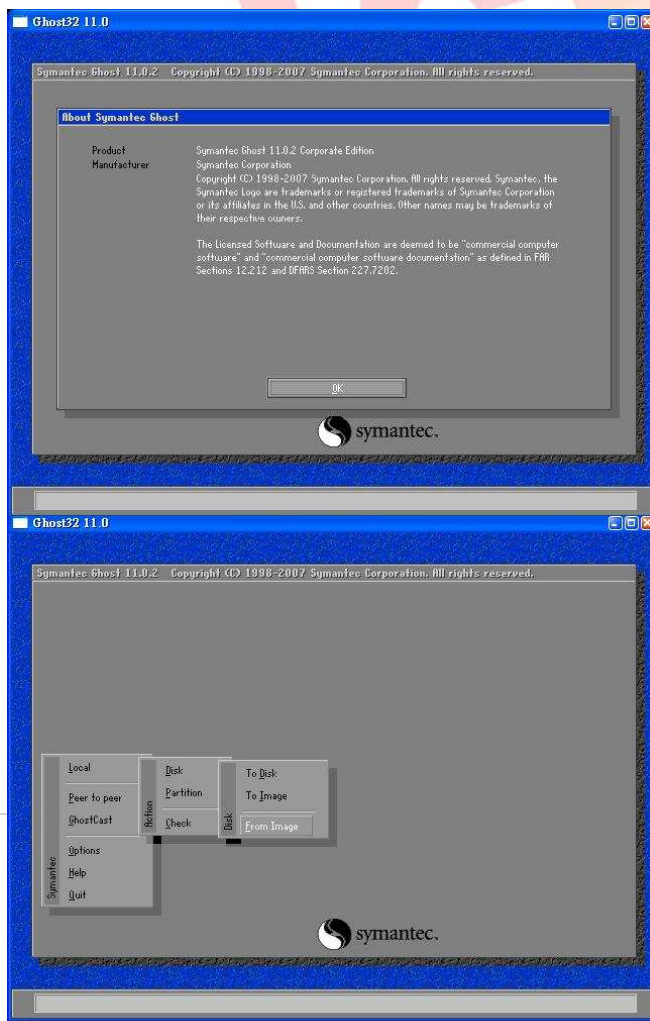 Ghost32 11.0
Symantec Ghost 11.0.2 Copyright (C) 1998-2007 Symantec Corporation. All rights reserved.
About Symantec Ghost
Product Symantec Ghost 11.0.2 Corporate Edition
Manufacturer Symantec Corporation
Copyright (C) 1998-2007 Symantec Corporation. All rights reserved. Symantec, the
Symantec Logo are trademarks or registered trademarks of Symantec Corporation
or its affiliates in the U.S. and other countries. Other names may be trademarks of
their respective owners.
The Licensed Software and Documentation are deemed to be "commercial computer
software" and "commercial computer software documentation" as defined in FAR
Sections 12.212 and DFARS Section 227.7202.
OK
symantec.
Ghost32 11.0
Symantec Ghost 11.0.2 Copyright (C) 1998-2007 Symantec Corporation. All rights reserved.
Symantec
Local
Peer to peer
GhostCast
Options
Help
Quit
Action
Disk
Partition
Check
Disk
To Disk
To Image
From Image
symantec.